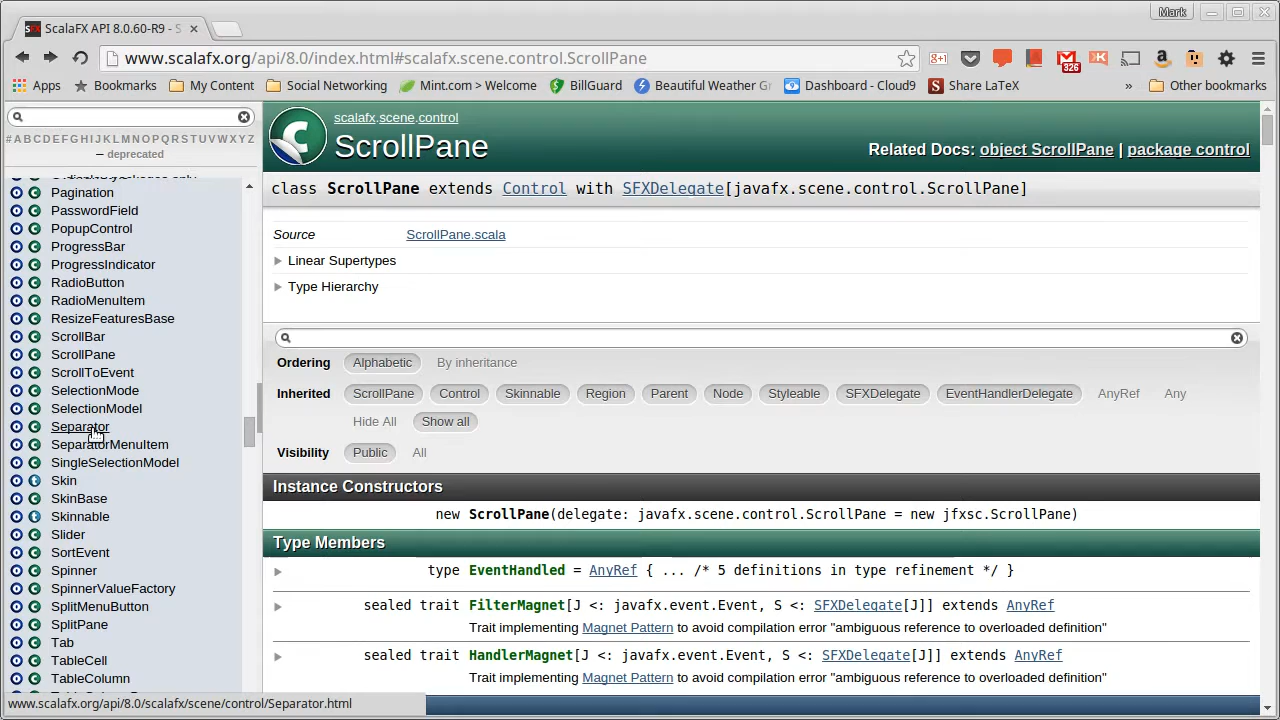 Mark
ScalaFX API 8.0.60-R9 - S
www.scalafx.org/api/8.0/index.html#scalafx.scene.control.ScrollPane
326
Apps Bookmarks My Content Social Networking Mint.com > Welcome BillGuard Beautiful Weather Gr Dashboard - Cloud9 Share LaTeX » Other bookmarks
#ABCDEFGHIJKLMNOPQRSTUVWXYZ
– deprecated
Pagination
PasswordField
PopupControl
ProgressBar
ProgressIndicator
RadioButton
RadioMenuItem
ResizeFeaturesBase
ScrollBar
ScrollPane
ScrollToEvent
SelectionMode
SelectionModel
Separator
SeparatorMenuItem
SingleSelectionModel
Skin
SkinBase
Skinnable
Slider
SortEvent
Spinner
SpinnerValueFactory
SplitMenuButton
SplitPane
Tab
TableCell
TableColumn
www.scalafx.org/api/8.0/scalafx/scene/control/Separator.html
scalafx.scene.control
ScrollPane
Related Docs: object ScrollPane | package control
class ScrollPane extends Control with SFXDelegate[javafx.scene.control.ScrollPane]
Source ScrollPane.scala
Linear Supertypes
Type Hierarchy
Ordering Alphabetic By inheritance
Inherited ScrollPane Control Skinnable Region Parent Node Styleable SFXDelegate EventHandlerDelegate AnyRef Any
Hide All Show all
Visibility Public All
Instance Constructors
new ScrollPane(delegate: javafx.scene.control.ScrollPane = new jfxsc.ScrollPane)
Type Members
type EventHandled = AnyRef { ... /* 5 definitions in type refinement */ }
sealed trait FilterMagnet[J <: javafx.event.Event, S <: SFXDelegate[J]] extends AnyRef
Trait implementing Magnet Pattern to avoid compilation error "ambiguous reference to overloaded definition"
sealed trait HandlerMagnet[J <: javafx.event.Event, S <: SFXDelegate[J]] extends AnyRef
Trait implementing Magnet Pattern to avoid compilation error "ambiguous reference to overloaded definition"